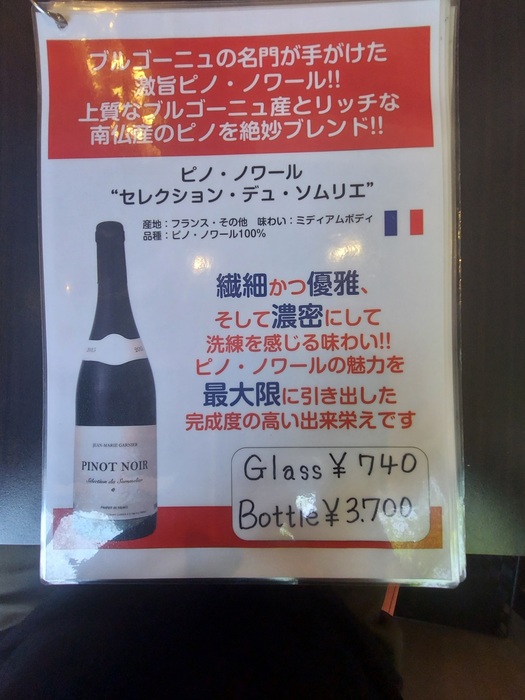 ブルゴーニュの名門が手がけた
激旨ピノ・ノワール!!
上質なブルゴーニュ産とリッチな
南仏産のピノを絶妙ブレンド!!
ピノ・ノワール
“セレクション・デュ・ソムリエ”
産地：フランス・その他　味わい：ミディアムボディ
品種：ピノ・ノワール100%
繊細かつ優雅、
そして濃密にして
洗練を感じる味わい!!
ピノ・ノワールの魅力を
最大限に引き出した
完成度の高い出来栄えです
JEAN-MARIE GARNIER
PINOT NOIR
Sélection du Sommelier
Glass ¥ 740
Bottle ¥ 3.700